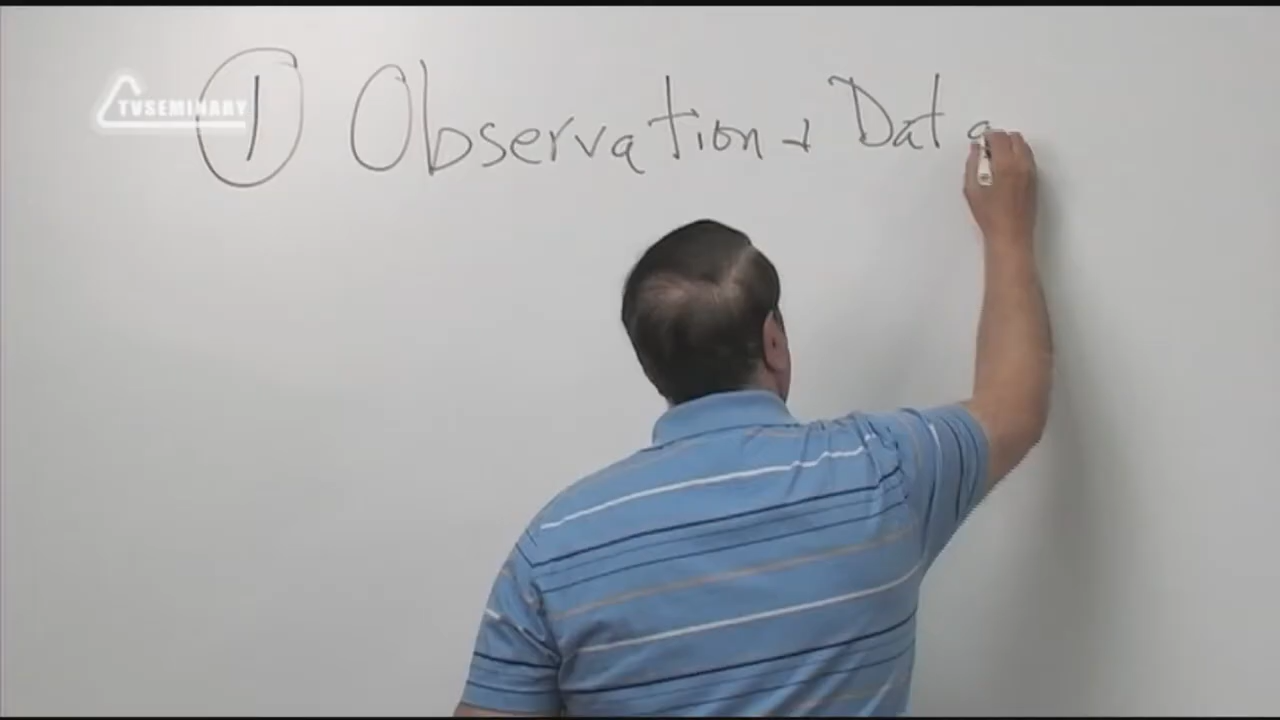 ① Observation + Data
TVSEMINARY